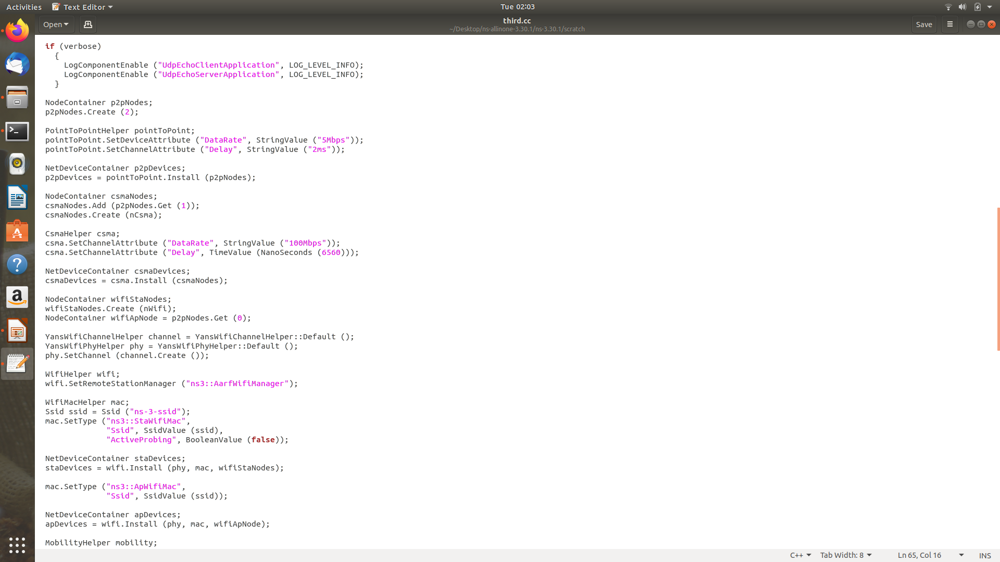 Activities
Text Editor
Tue 02:03
Open
third.cc
~/Desktop/ns-allinone-3.30.1/ns-3.30.1/scratch
Save
if (verbose)
{
LogComponentEnable ("UdpEchoClientApplication", LOG_LEVEL_INFO);
LogComponentEnable ("UdpEchoServerApplication", LOG_LEVEL_INFO);
}
NodeContainer p2pNodes;
p2pNodes.Create (2);
PointToPointHelper pointToPoint;
pointToPoint.SetDeviceAttribute ("DataRate", StringValue ("5Mbps"));
pointToPoint.SetChannelAttribute ("Delay", StringValue ("2ms"));
NetDeviceContainer p2pDevices;
p2pDevices = pointToPoint.Install (p2pNodes);
NodeContainer csmaNodes;
csmaNodes.Add (p2pNodes.Get (1));
csmaNodes.Create (nCsma);
CsmaHelper csma;
csma.SetChannelAttribute ("DataRate", StringValue ("100Mbps"));
csma.SetChannelAttribute ("Delay", TimeValue (NanoSeconds (6560)));
NetDeviceContainer csmaDevices;
csmaDevices = csma.Install (csmaNodes);
NodeContainer wifiStaNodes;
wifiStaNodes.Create (nWifi);
NodeContainer wifiApNode = p2pNodes.Get (0);
YansWifiChannelHelper channel = YansWifiChannelHelper::Default ();
YansWifiPhyHelper phy = YansWifiPhyHelper::Default ();
phy.SetChannel (channel.Create ());
WifiHelper wifi;
wifi.SetRemoteStationManager ("ns3::AarfWifiManager");
WifiMacHelper mac;
Ssid ssid = Ssid ("ns-3-ssid");
mac.SetType ("ns3::StaWifiMac",
"Ssid", SsidValue (ssid),
"ActiveProbing", BooleanValue (false));
NetDeviceContainer staDevices;
staDevices = wifi.Install (phy, mac, wifiStaNodes);
mac.SetType ("ns3::ApWifiMac",
"Ssid", SsidValue (ssid));
NetDeviceContainer apDevices;
apDevices = wifi.Install (phy, mac, wifiApNode);
MobilityHelper mobility;
C++
Tab Width: 8
Ln 65, Col 16
INS